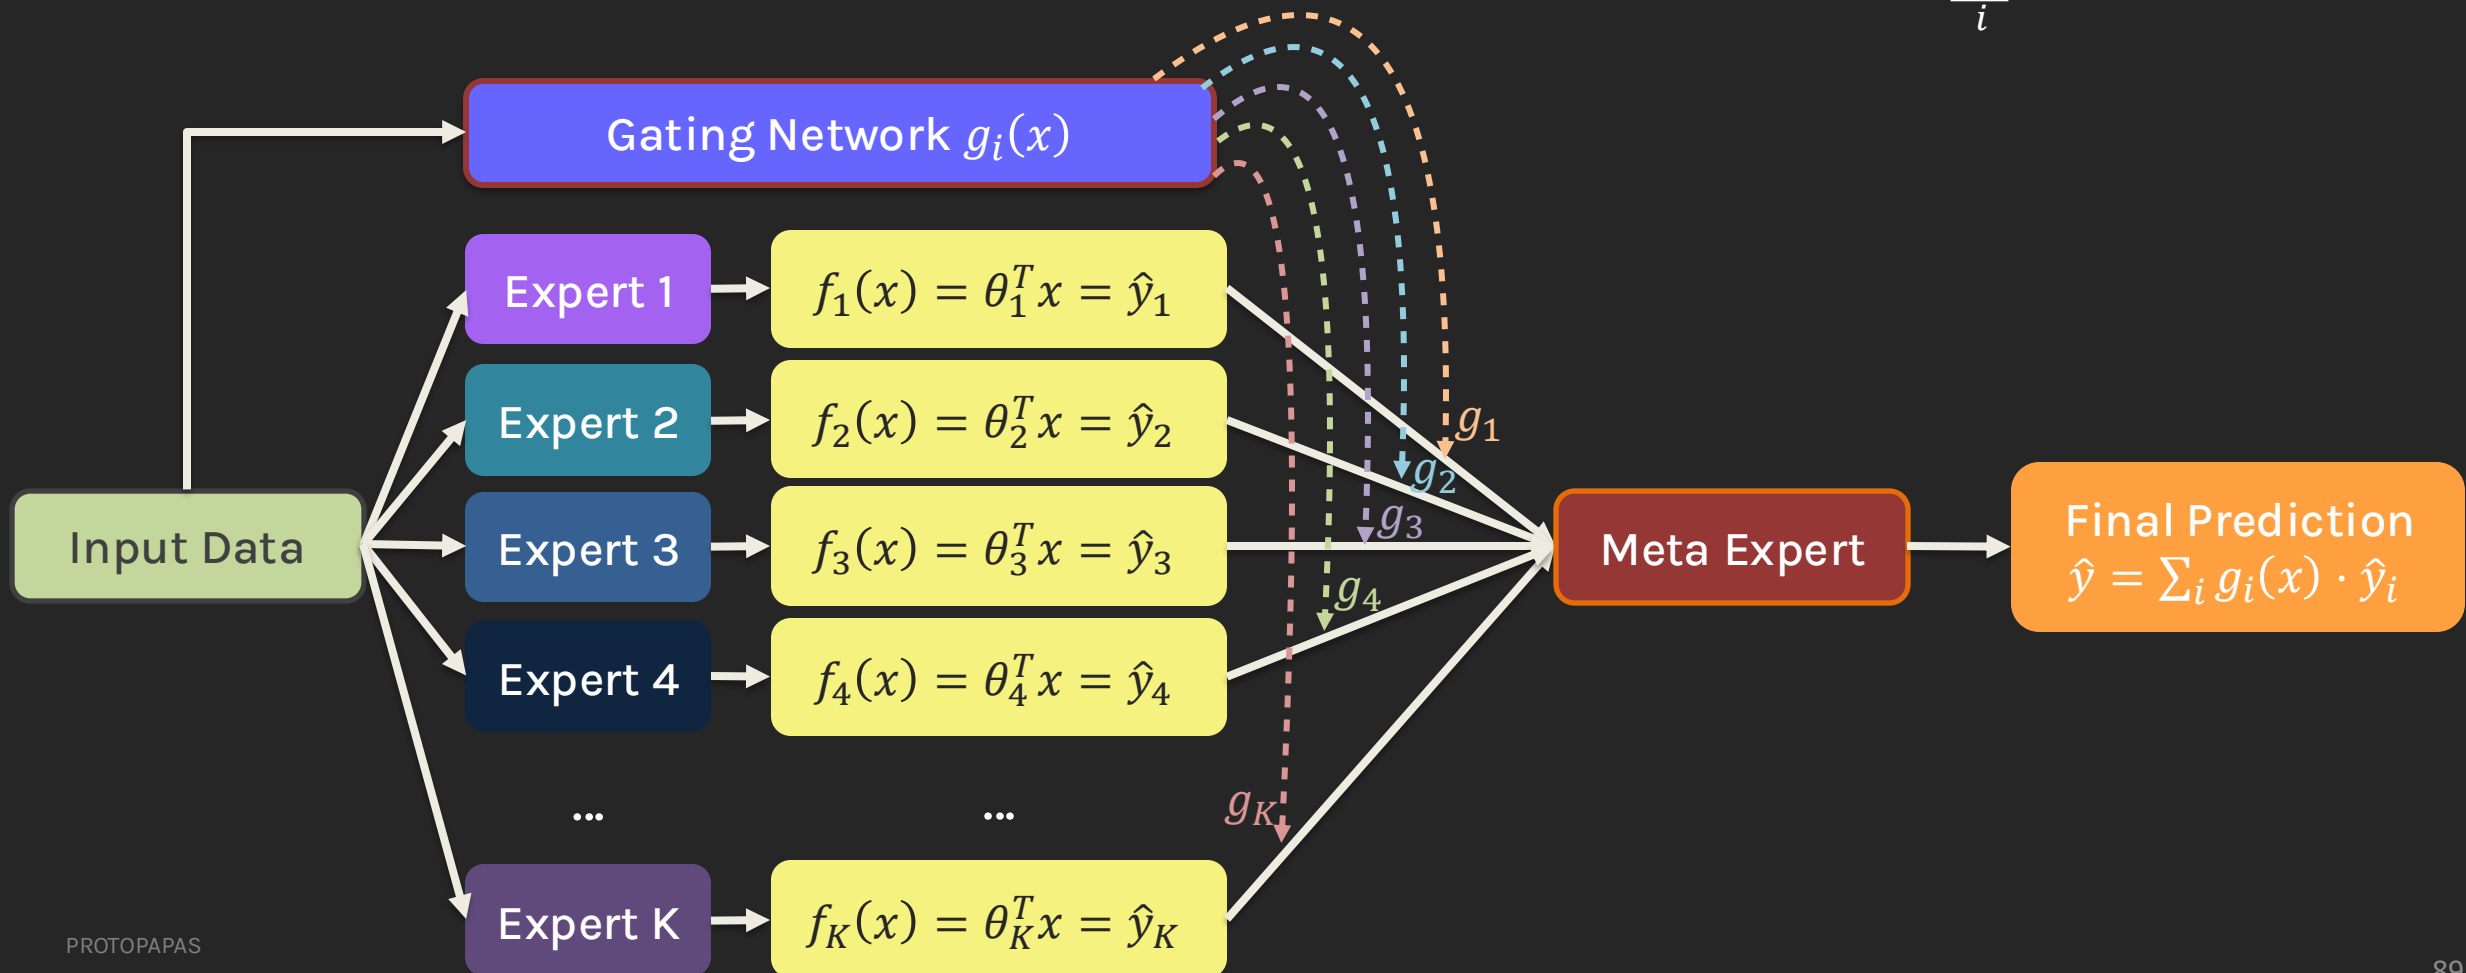 i
Gating Network gᵢ(x)
Expert 1
f₁(x) = θ₁ᵀx = ŷ₁
Expert 2
f₂(x) = θ₂ᵀx = ŷ₂
g₁
g₂
Input Data
Expert 3
f₃(x) = θ₃ᵀx = ŷ₃
g₃
Meta Expert
Final Prediction
ŷ = ∑ᵢ gᵢ(x) · ŷᵢ
g₄
Expert 4
f₄(x) = θ₄ᵀx = ŷ₄
...
...
g_K
Expert K
f_K(x) = θ_Kᵀx = ŷ_K
PROTOPAPAS
89